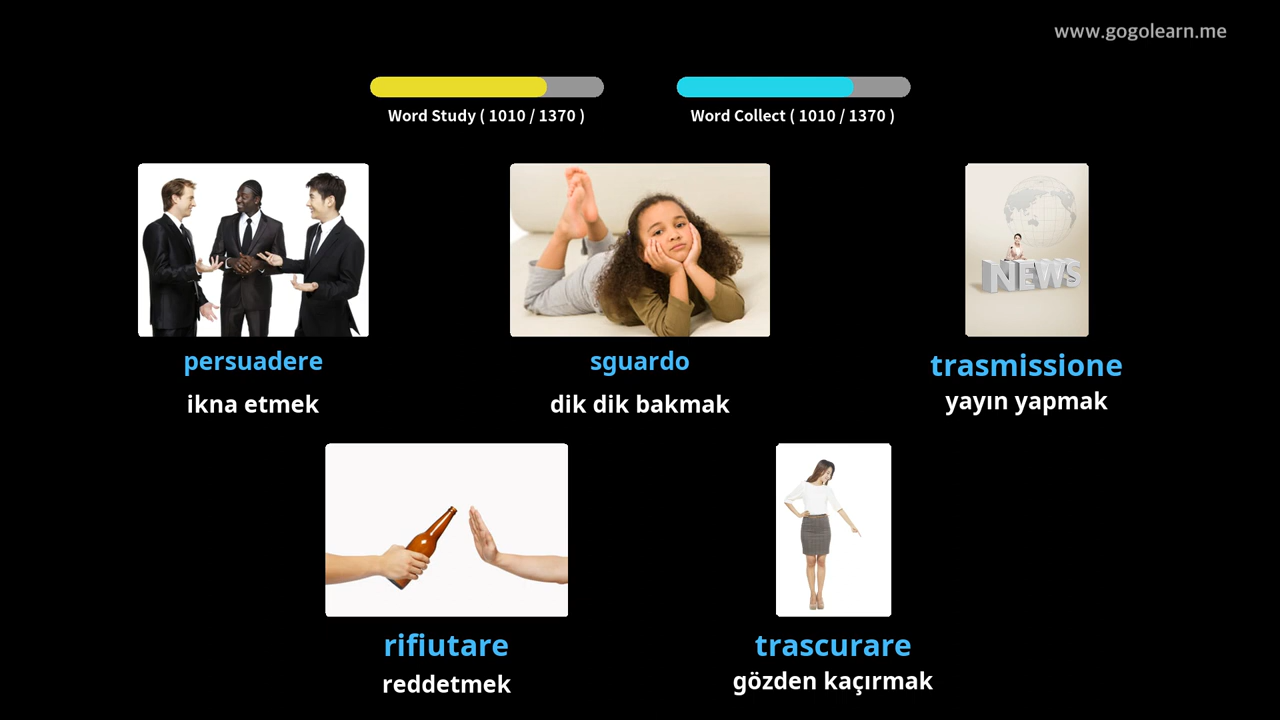 www.gogolearn.me
Word Study ( 1010 / 1370 )
Word Collect ( 1010 / 1370 )
NEWS
persuadere
sguardo
trasmissione
ikna etmek
dik dik bakmak
yayın yapmak
rifiutare
trascurare
reddetmek
gözden kaçırmak